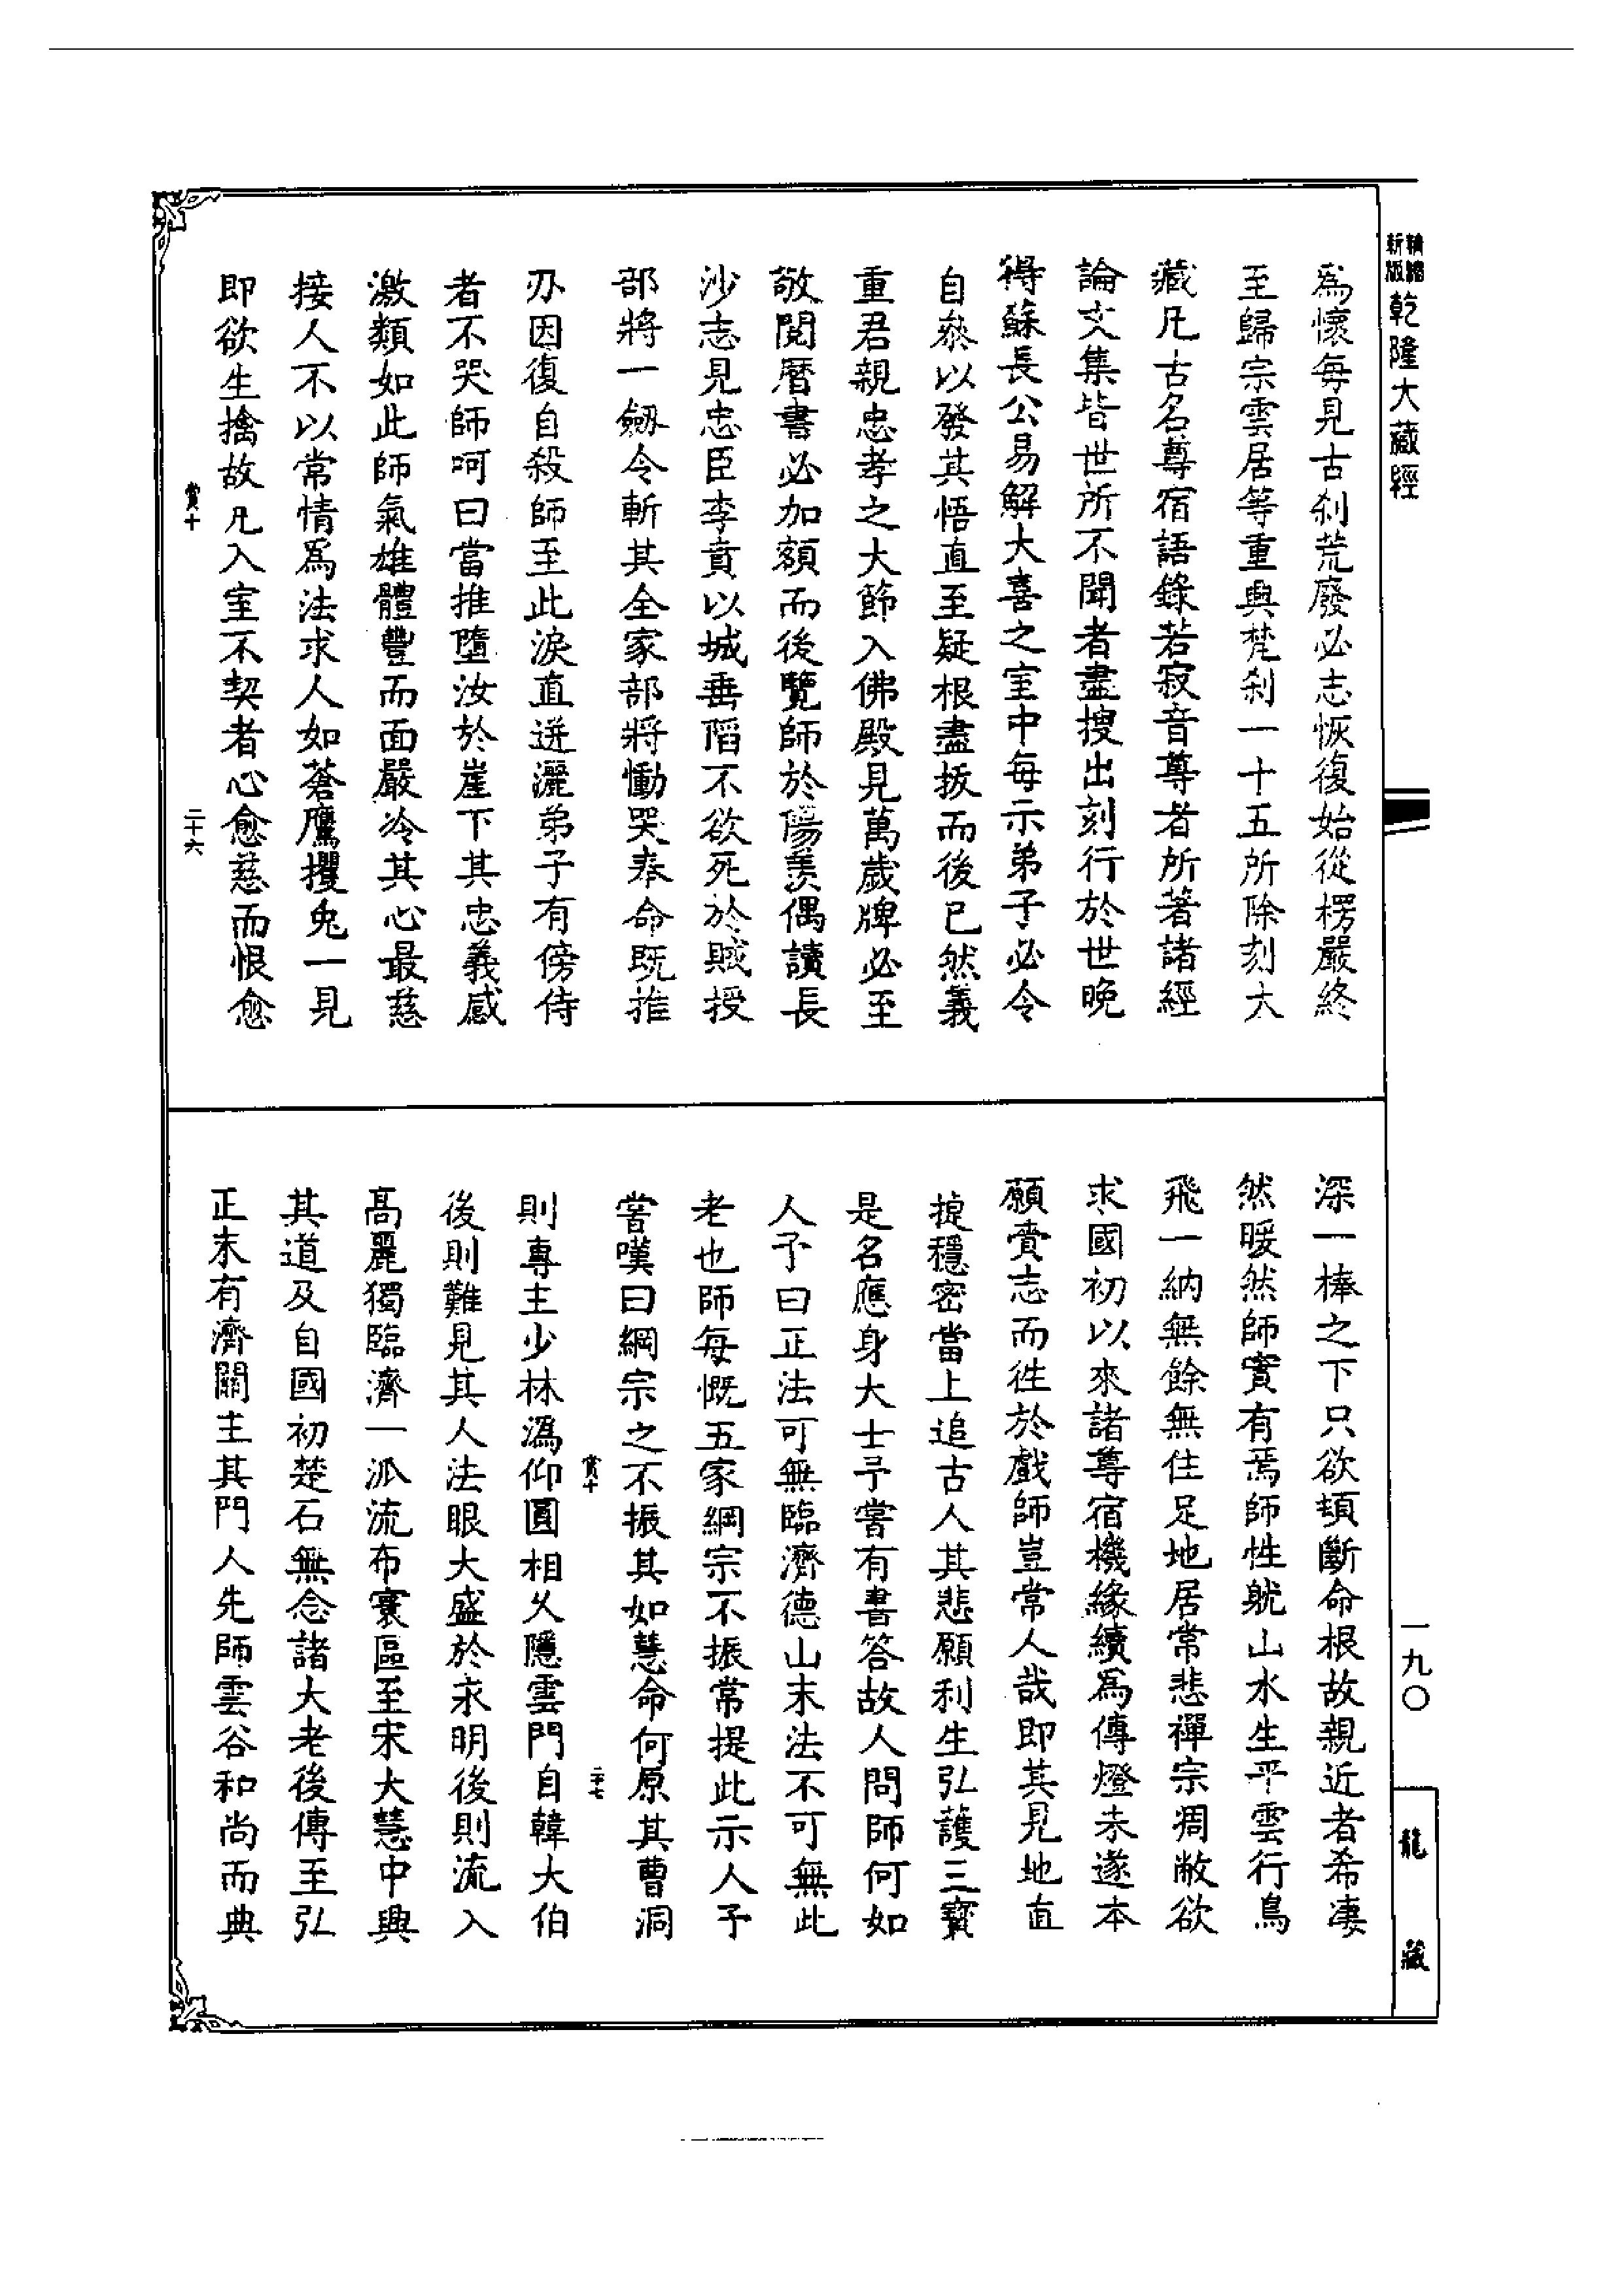 精縮
新版
乾隆大藏經
為懷每見古刹荒廢必志恢復始從楞嚴終
至歸宗雲居等重興梵刹一十五所除刻大
藏凡古名尊宿語錄若寂音尊者所著諸經
論文集皆世所不聞者盡搜出刻行於世晚
得蘇長公易解大喜之室中每示弟子必令
自叅以發其悟直至疑根盡拔而後已然義
重君親忠孝之大節入佛殿見萬歲牌必至
敬閱曆書必加額而後覽師於陽羨偶讀長
沙志見忠臣李賁以城垂陷不欲死於賊授
部將一劒令斬其全家部將慟哭奉命既推
刃因復自殺師至此淚直迸灑弟子有傍侍
者不哭師呵曰當推墮汝於崖下其忠義感
激類如此師氣雄體豐而面嚴冷其心最慈
接人不以常情爲法求人如蒼鷹攫兔一見
即欲生擒故凡入室不契者心愈慈而恨愈
賞十
二十六
深一棒之下只欲頓斷命根故親近者希凄
然暖然師實有焉師性躭山水生平雲行鳥
飛一衲無餘無住足地居常悲禪宗凋敝欲
求國初以來諸尊宿機緣續爲傳燈未遂本
願賫志而徃於戲師豈常人哉即其見地直
捷穩密當上追古人其悲願利生弘護三寶
是名應身大士予嘗有書答故人問師何如
人予曰正法可無臨濟德山末法不可無此
老也師每慨五家綱宗不振常提此示人予
嘗嘆曰綱宗之不振其如慧命何原其曹洞
賞十
二十七
則專主少林溈仰圓相久隱雲門自韓大伯
後則難見其人法眼大盛於永明後則流入
高麗獨臨濟一派流布寰區至宋大慧中興
其道及自國初楚石無念諸大老後傳至弘
正末有濟關主其門人先師雲谷和尚而典
一九〇
龍藏